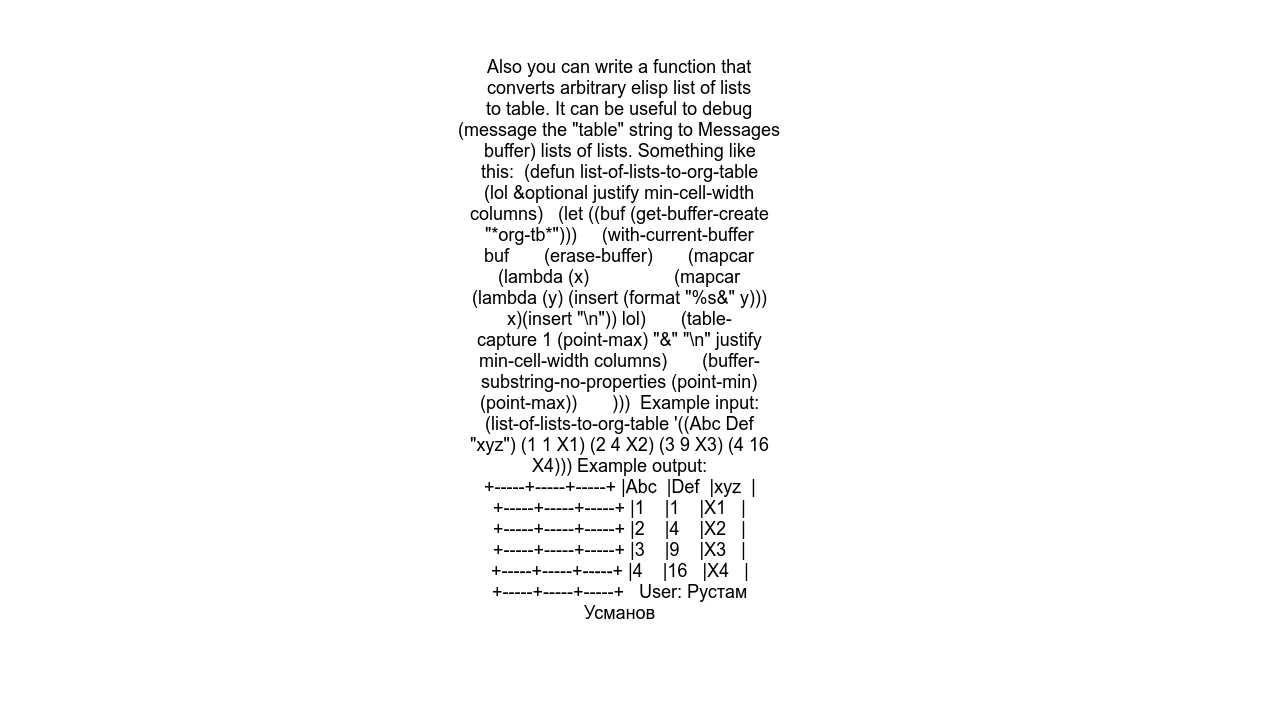 Also you can write a function that
converts arbitrary elisp list of lists
to table. It can be useful to debug
(message the "table" string to Messages
buffer) lists of lists. Something like
this:  (defun list-of-lists-to-org-table
(lol &optional justify min-cell-width
columns)   (let ((buf (get-buffer-create
"*org-tb*")))     (with-current-buffer
buf       (erase-buffer)       (mapcar
(lambda (x)                 (mapcar
(lambda (y) (insert (format "%s&" y)))
x)(insert "\n")) lol)       (table-
capture 1 (point-max) "&" "\n" justify
min-cell-width columns)       (buffer-
substring-no-properties (point-min)
(point-max))       )))  Example input:
(list-of-lists-to-org-table '((Abc Def
"xyz") (1 1 X1) (2 4 X2) (3 9 X3) (4 16
X4))) Example output:
+-----+-----+-----+ |Abc  |Def  |xyz  |
+-----+-----+-----+ |1    |1    |X1   |
+-----+-----+-----+ |2    |4    |X2   |
+-----+-----+-----+ |3    |9    |X3   |
+-----+-----+-----+ |4    |16   |X4   |
+-----+-----+-----+   User: Рустам
Усманов